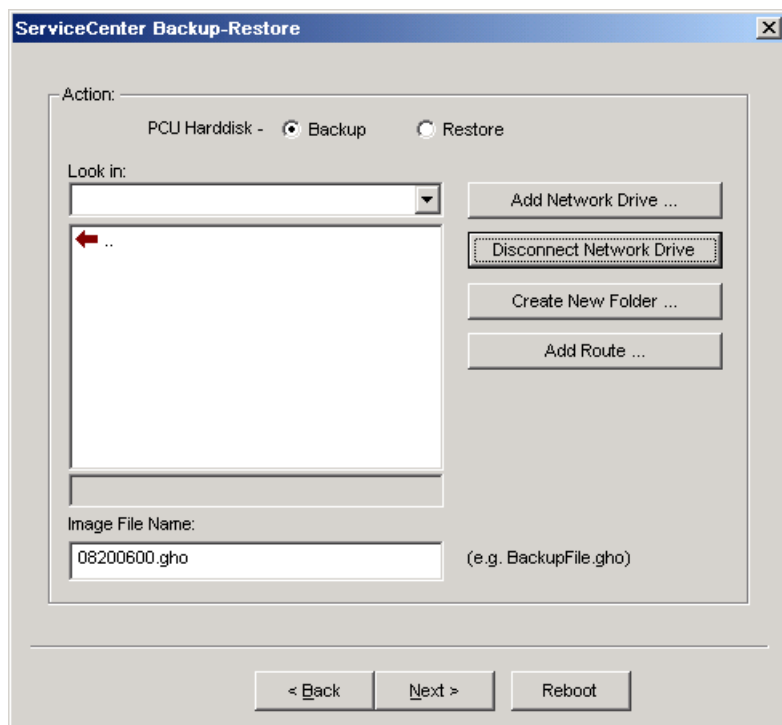 ServiceCenter Backup-Restore
Action:
PCU Harddisk - Backup Restore
Look in:
Add Network Drive ...
..
Disconnect Network Drive
Create New Folder ...
Add Route ...
Image File Name:
08200600.gho (e.g. BackupFile.gho)
< Back Next > Reboot